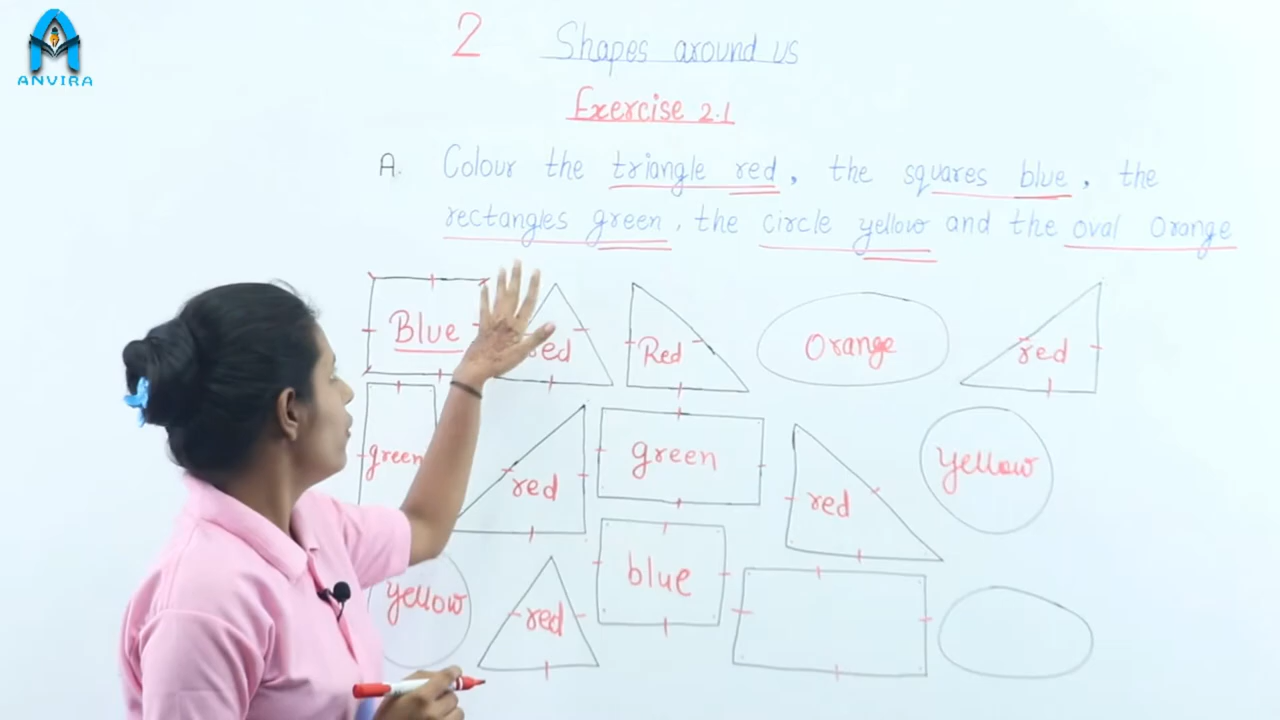 ANVIRA
2 Shapes around us
Exercise 2.1
A. Colour the triangle red, the squares blue, the
rectangles green, the circle yellow and the oval Orange
Blue red Red Orange red
green red green red yellow
yellow red blue